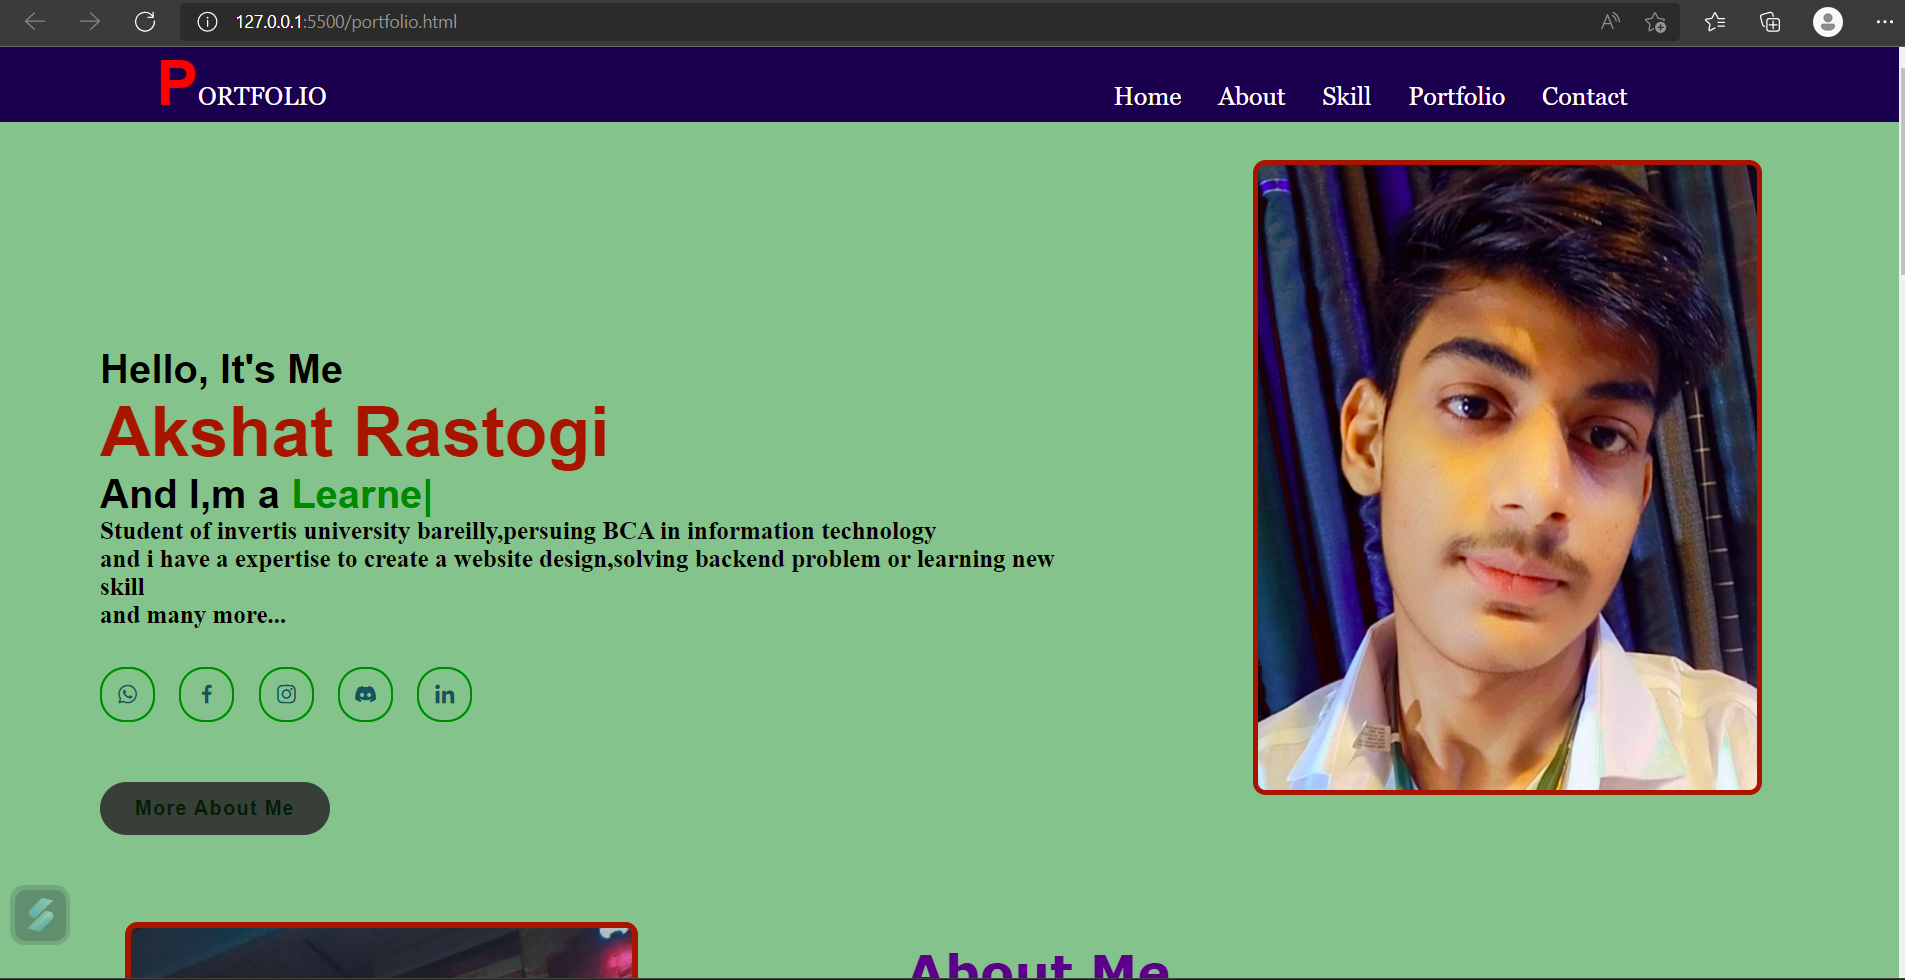 127.0.0.1:5500/portfolio.html
PORTFOLIO
Home About Skill Portfolio Contact
Hello, It's Me
Akshat Rastogi
And I,m a Learne|
Student of invertis university bareilly,persuing BCA in information technology
and i have a expertise to create a website design,solving backend problem or learning new
skill
and many more...
More About Me
About Me